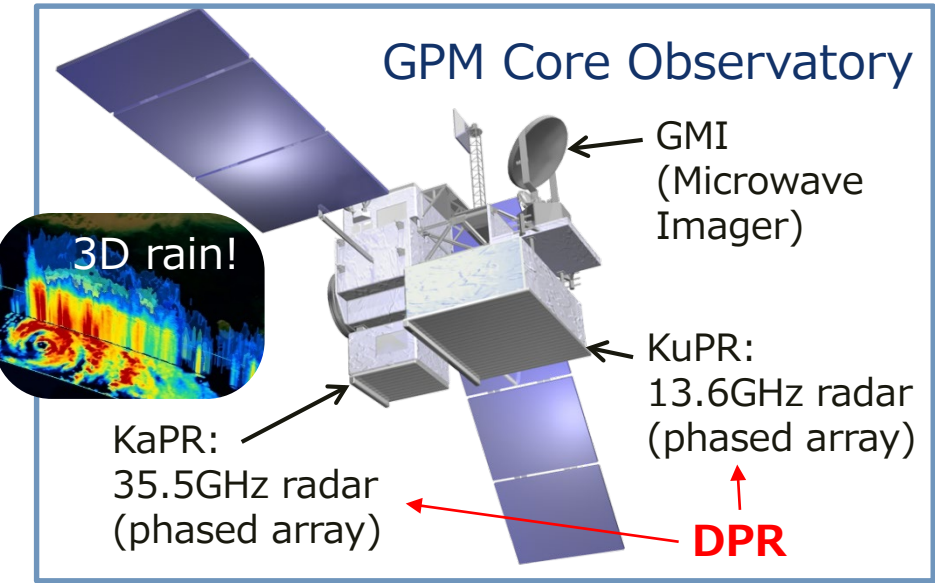 GPM Core Observatory
GMI
(Microwave
Imager)
3D rain!
KuPR:
13.6GHz radar
(phased array)
KaPR:
35.5GHz radar
(phased array)
DPR